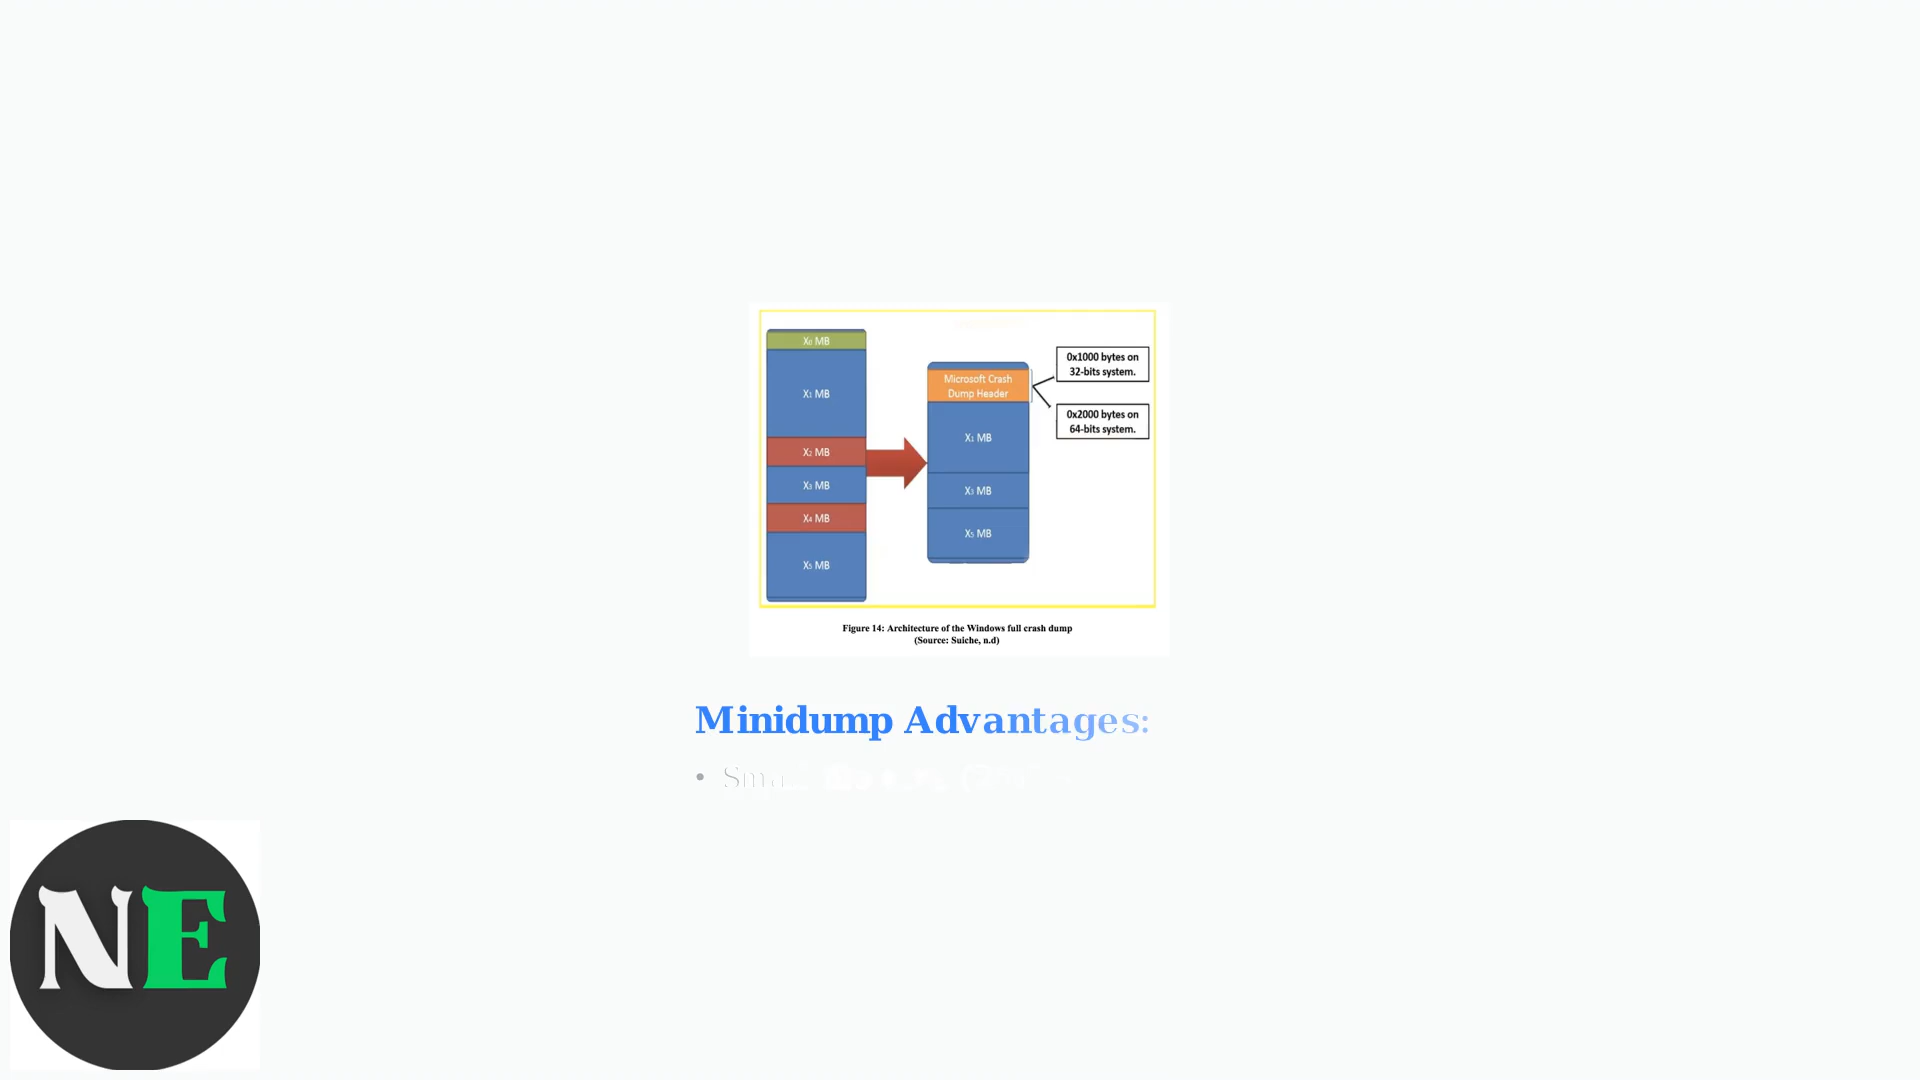 X₀ MB
X₁ MB
X₂ MB
X₃ MB
X₄ MB
X₅ MB
Microsoft Crash
Dump Header
X₁ MB
X₃ MB
X₅ MB
0x1000 bytes on
32-bits system.
0x2000 bytes on
64-bits system.
Figure 14: Architecture of the Windows full crash dump
(Source: Suiche, n.d)
Minidump Advantages:
NE